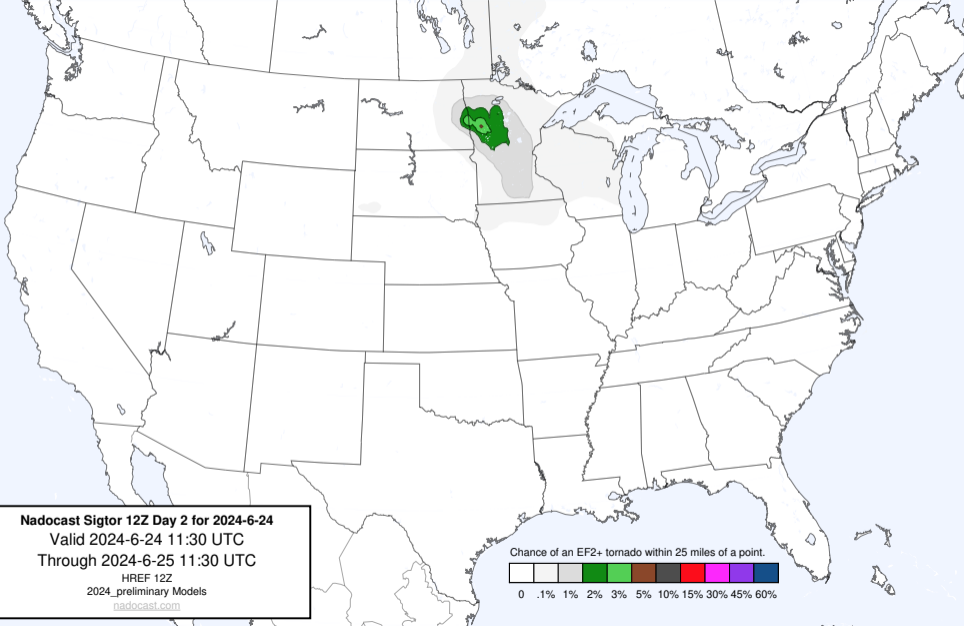 Nadocast Sigtor 12Z Day 2 for 2024-6-24
Valid 2024-6-24 11:30 UTC
Through 2024-6-25 11:30 UTC
HREF 12Z
2024_preliminary Models
nadocast.com
Chance of an EF2+ tornado within 25 miles of a point.
0 .1% 1% 2% 3% 5% 10% 15% 30% 45% 60%